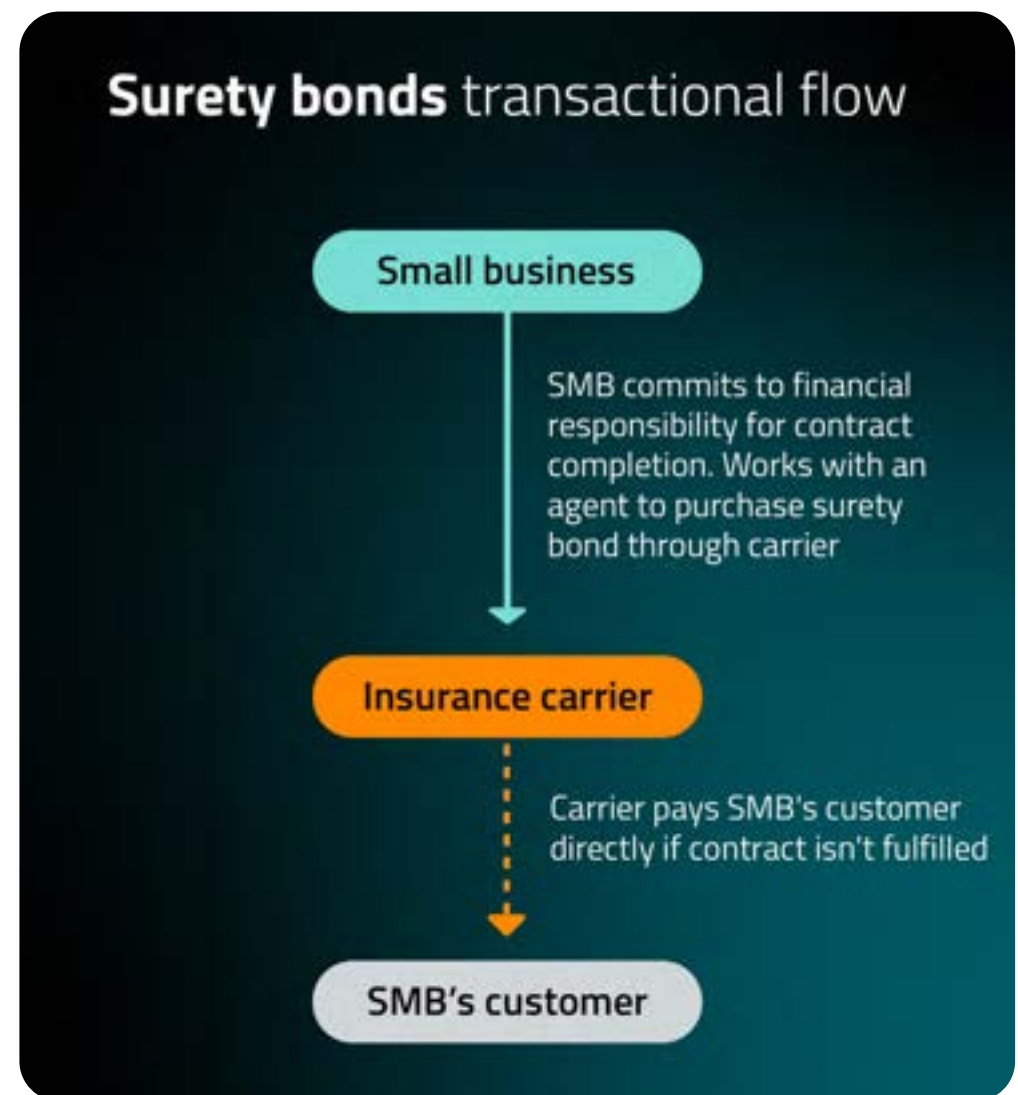 Surety bonds transactional flow
Small business
SMB commits to financial
responsibility for contract
completion. Works with an
agent to purchase surety
bond through carrier
Insurance carrier
Carrier pays SMB's customer
directly if contract isn't fulfilled
SMB's customer